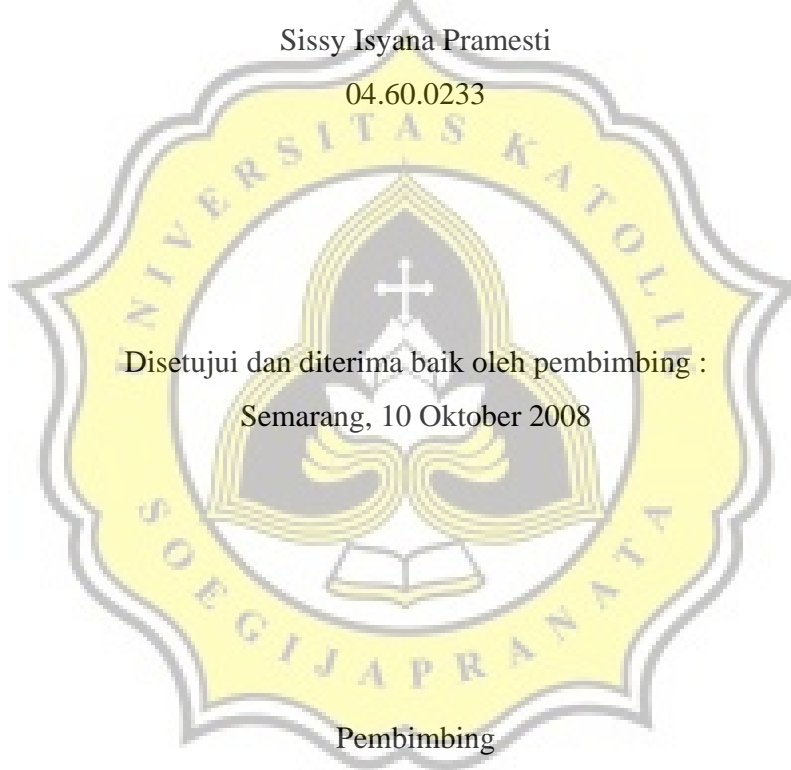 Sissy Isyana Pramesti
04.60.0233
UNIVERSITAS KATOLIK
Disetujui dan diterima baik oleh pembimbing :
Semarang, 10 Oktober 2008
SOEGIJAPRANATA
Pembimbing